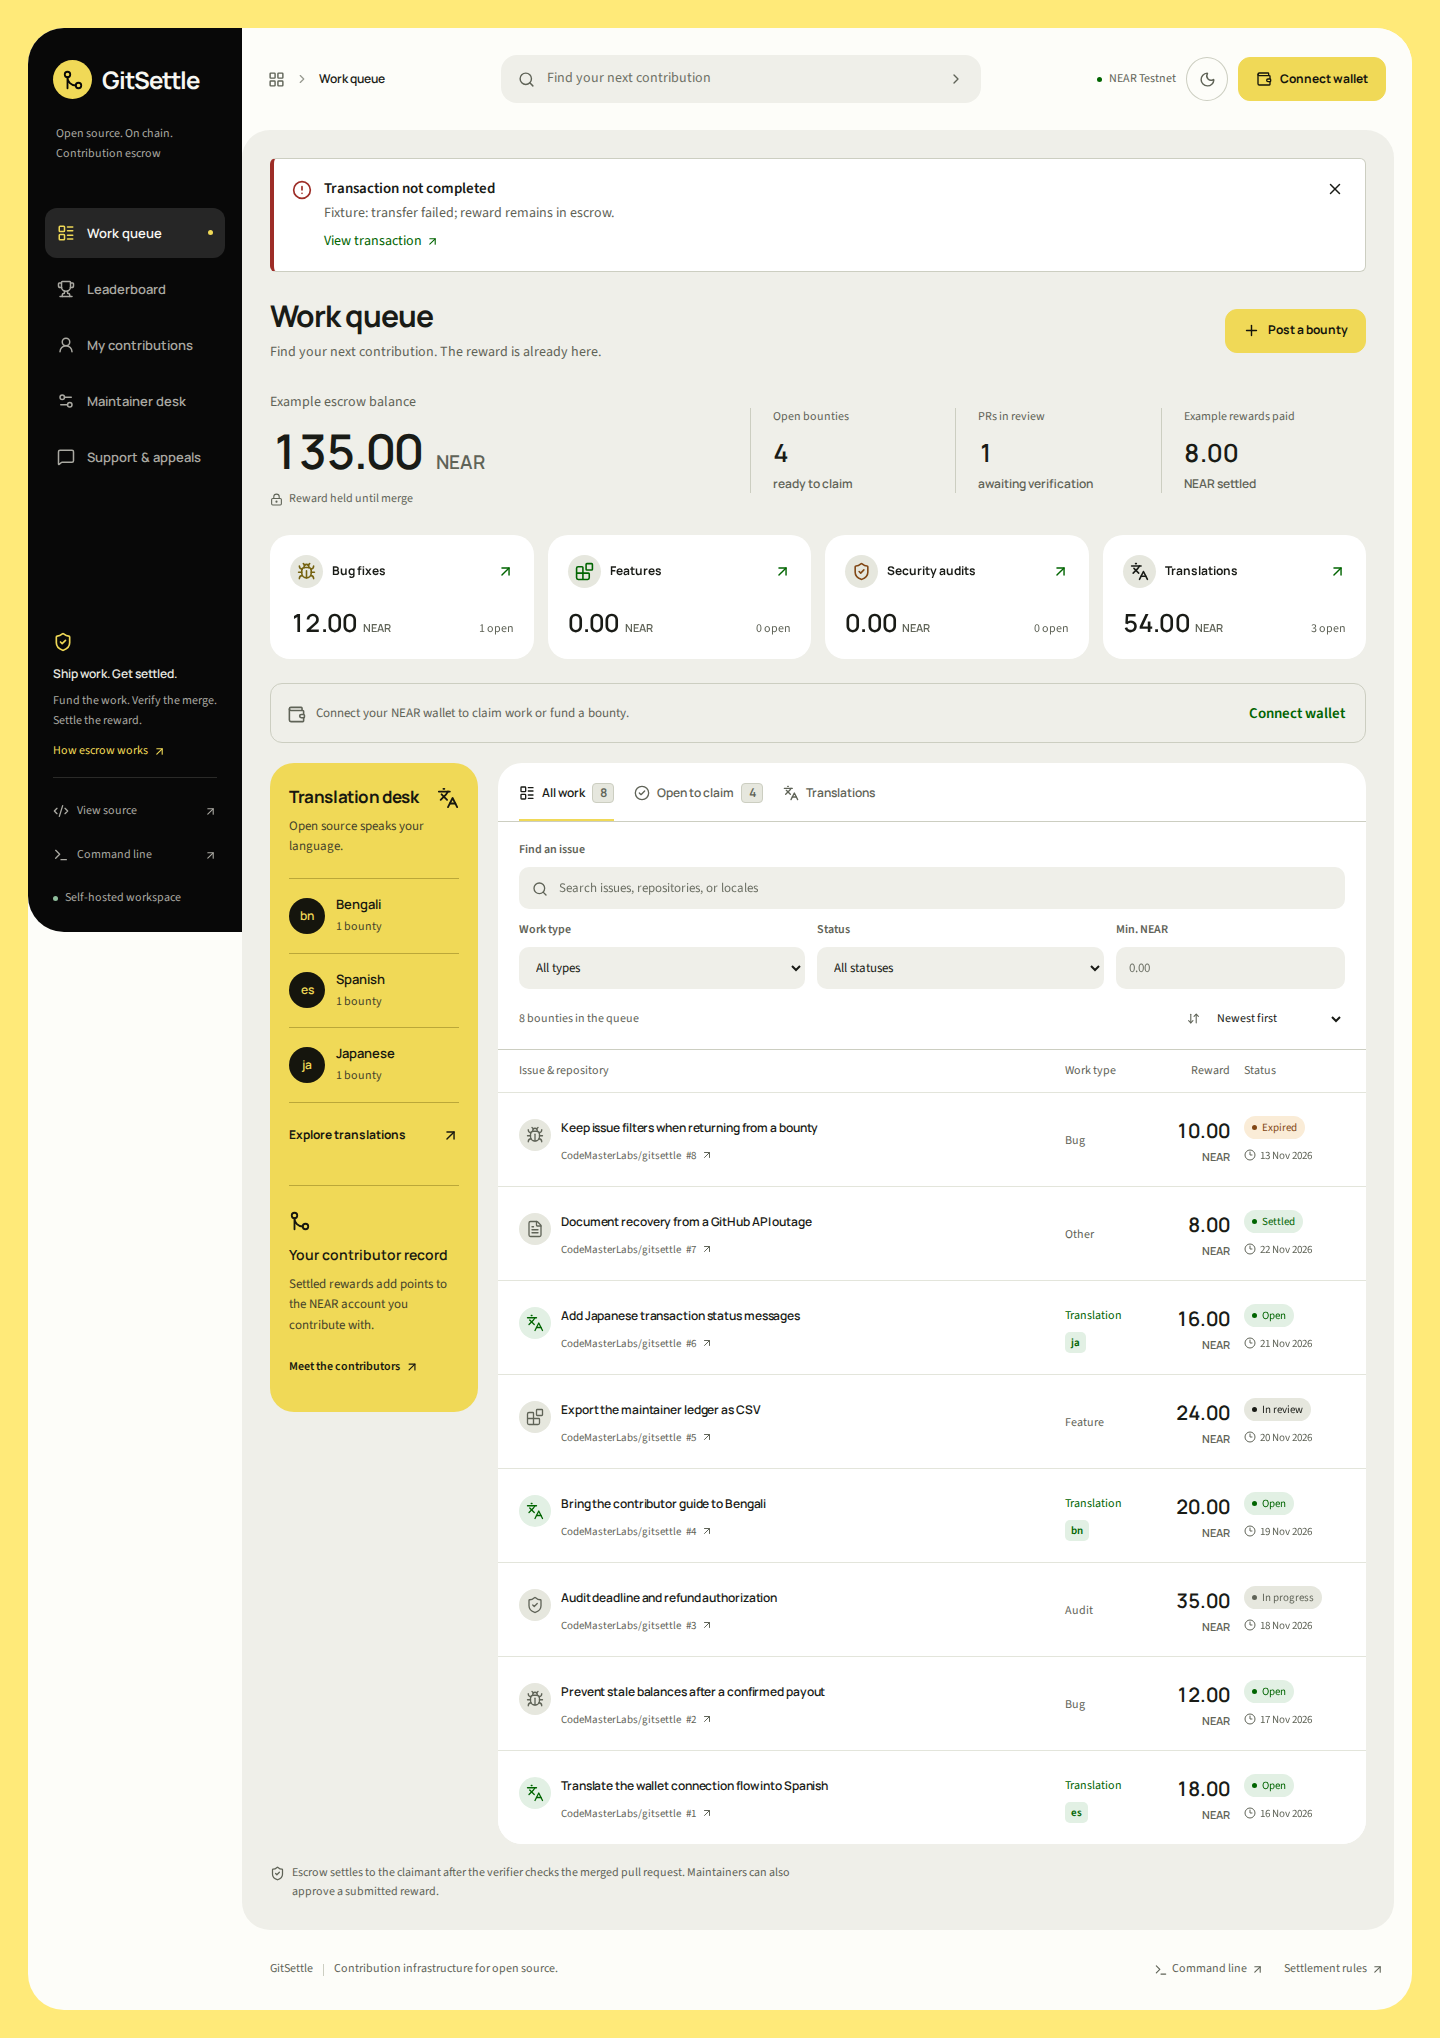 GitSettle
Open source. On chain.
Contribution escrow
Work queue
Leaderboard
My contributions
Maintainer desk
Support & appeals
Ship work. Get settled.
Fund the work. Verify the merge.
Settle the reward.
How escrow works
View source
Command line
Self-hosted workspace
Work queue
Find your next contribution
NEAR Testnet
Connect wallet
Transaction not completed
Fixture: transfer failed; reward remains in escrow.
View transaction
Work queue
Find your next contribution. The reward is already here.
Post a bounty
Example escrow balance
135.00 NEAR
Reward held until merge
Open bounties
4
ready to claim
PRs in review
1
awaiting verification
Example rewards paid
8.00
NEAR settled
Bug fixes
12.00 NEAR
1 open
Features
0.00 NEAR
0 open
Security audits
0.00 NEAR
0 open
Translations
54.00 NEAR
3 open
Connect your NEAR wallet to claim work or fund a bounty.
Connect wallet
Translation desk
Open source speaks your
language.
bn
Bengali
1 bounty
es
Spanish
1 bounty
ja
Japanese
1 bounty
Explore translations
Your contributor record
Settled rewards add points to
the NEAR account you
contribute with.
Meet the contributors
All work 8
Open to claim 4
Translations
Find an issue
Search issues, repositories, or locales
Work type
Status
Min. NEAR
All types
All statuses
0.00
8 bounties in the queue
Newest first
Issue & repository
Work type
Reward
Status
Keep issue filters when returning from a bounty
CodeMasterLabs/gitsettle #8
Bug
10.00
NEAR
Expired
13 Nov 2026
Document recovery from a GitHub API outage
CodeMasterLabs/gitsettle #7
Other
8.00
NEAR
Settled
22 Nov 2026
Add Japanese transaction status messages
CodeMasterLabs/gitsettle #6
Translation
ja
16.00
NEAR
Open
21 Nov 2026
Export the maintainer ledger as CSV
CodeMasterLabs/gitsettle #5
Feature
24.00
NEAR
In review
20 Nov 2026
Bring the contributor guide to Bengali
CodeMasterLabs/gitsettle #4
Translation
bn
20.00
NEAR
Open
19 Nov 2026
Audit deadline and refund authorization
CodeMasterLabs/gitsettle #3
Audit
35.00
NEAR
In progress
18 Nov 2026
Prevent stale balances after a confirmed payout
CodeMasterLabs/gitsettle #2
Bug
12.00
NEAR
Open
17 Nov 2026
Translate the wallet connection flow into Spanish
CodeMasterLabs/gitsettle #1
Translation
es
18.00
NEAR
Open
16 Nov 2026
Escrow settles to the claimant after the verifier checks the merged pull request. Maintainers can also
approve a submitted reward.
GitSettle
Contribution infrastructure for open source.
Command line
Settlement rules